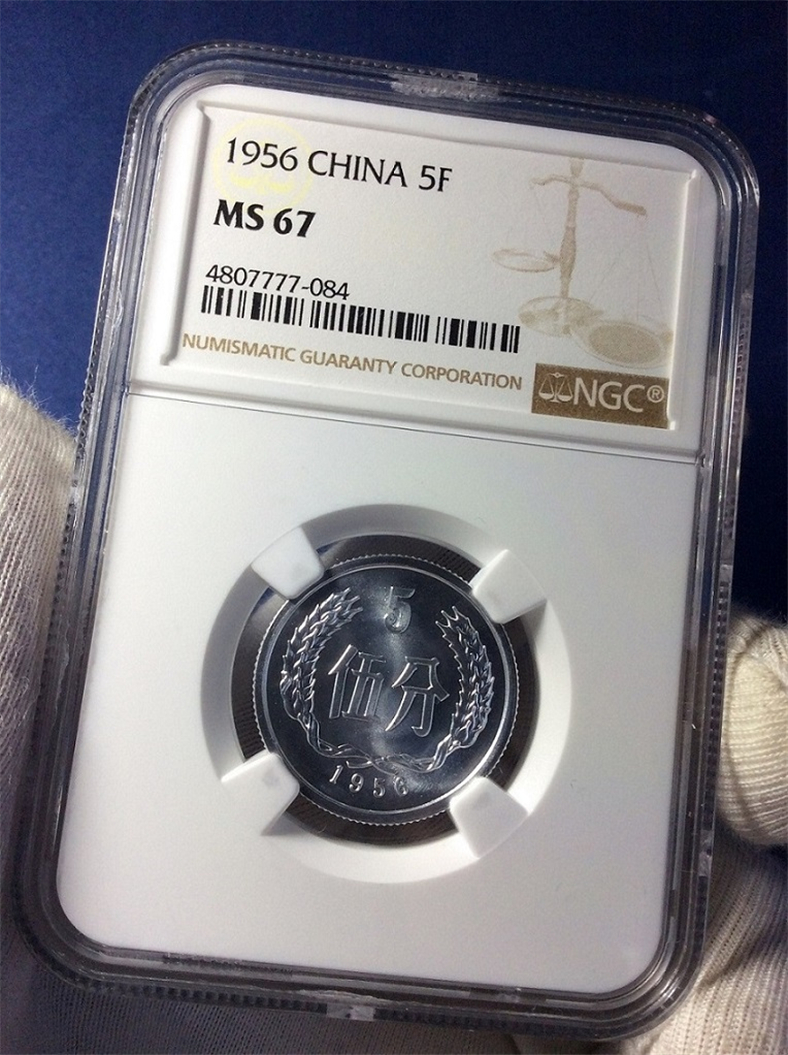 1956 CHINA 5F
MS 67
4807777-084
NUMISMATIC GUARANTY CORPORATION
NGC®
5
伍分
1956